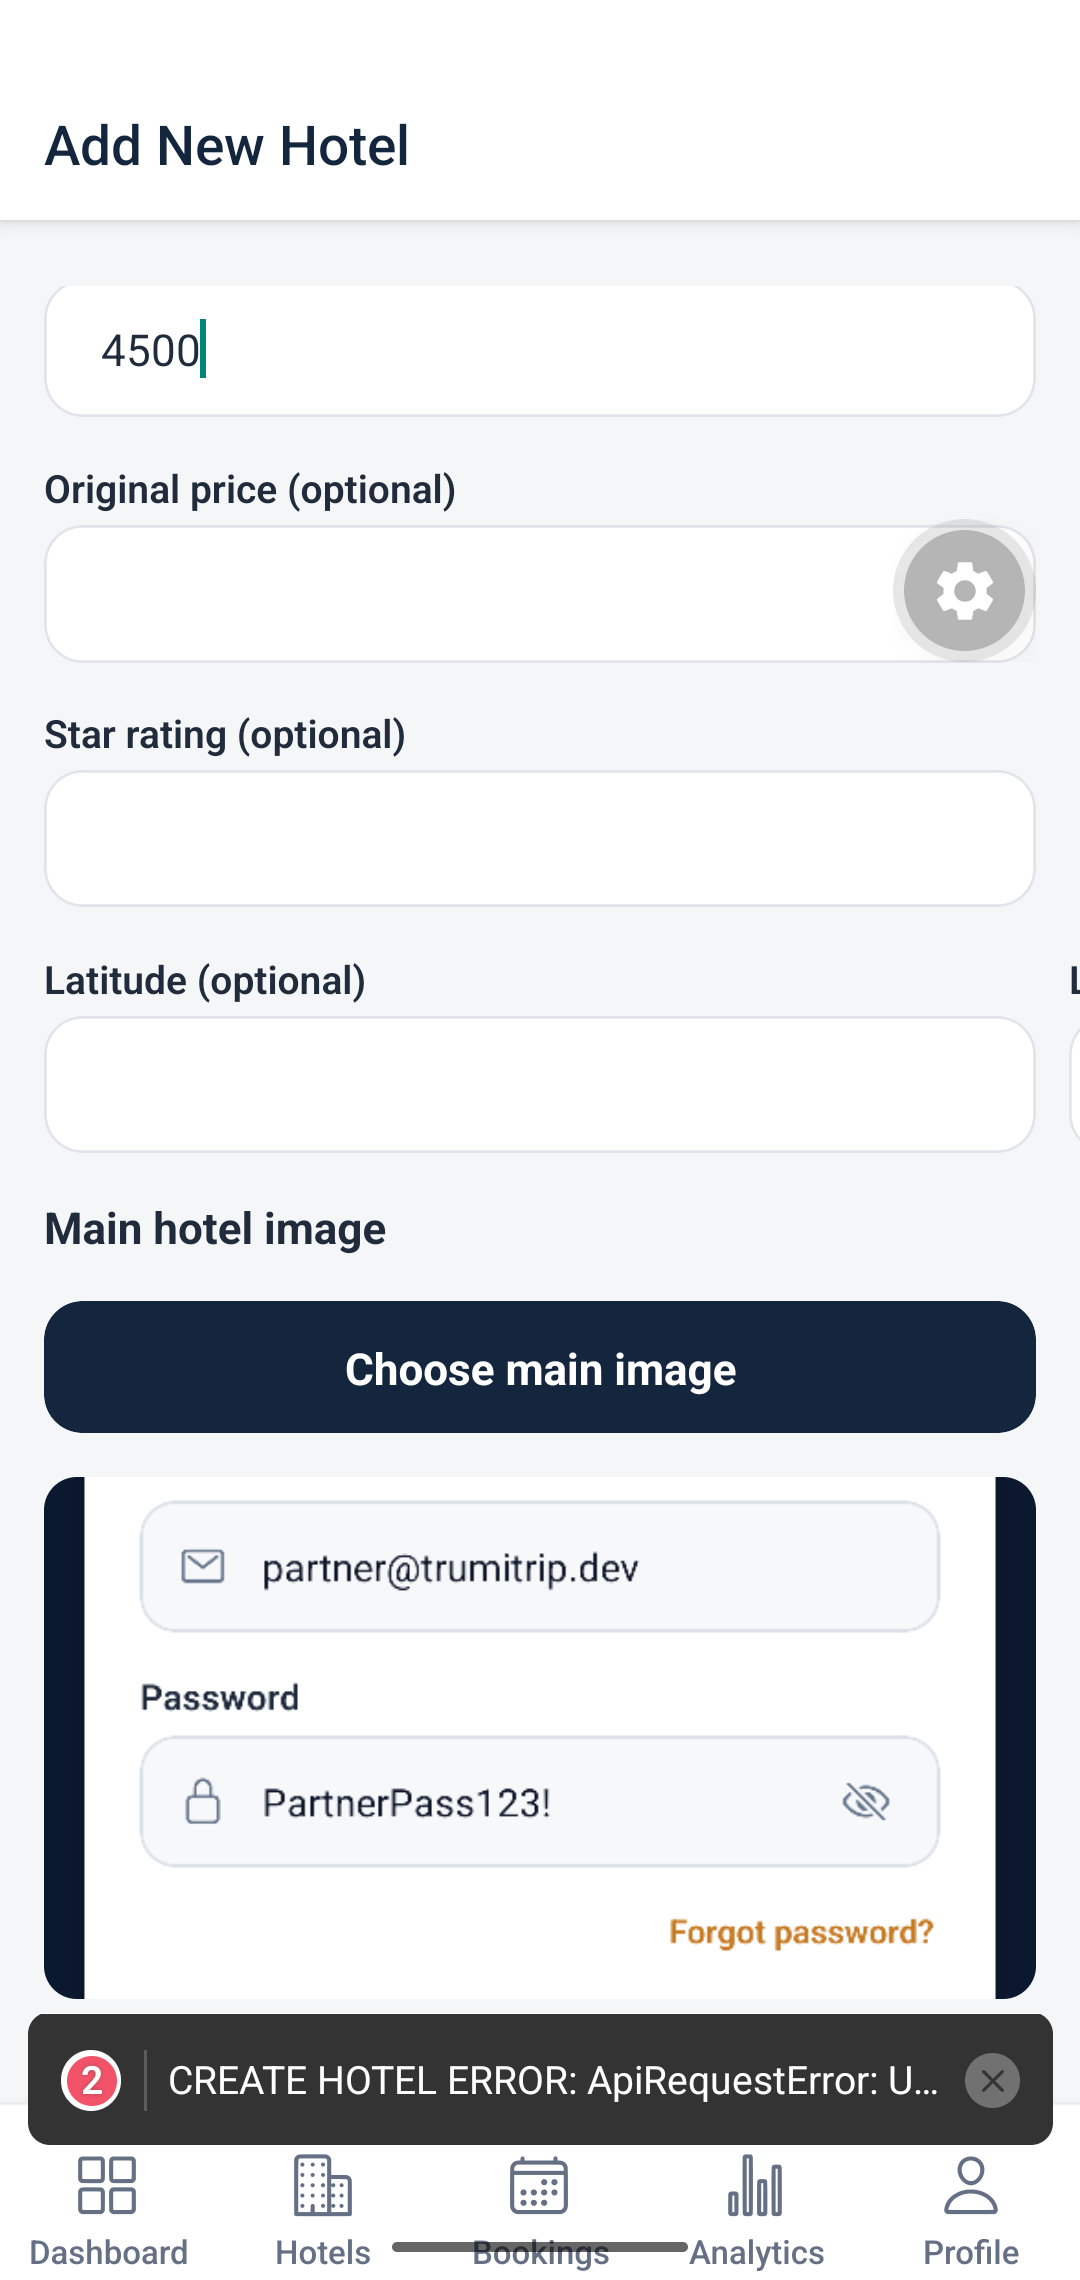 Add New Hotel
4500
Original price (optional)
Star rating (optional)
Latitude (optional)
L
Main hotel image
Choose main image
partner@trumitrip.dev
Password
PartnerPass123!
Forgot password?
2 CREATE HOTEL ERROR: ApiRequestError: U...
Dashboard Hotels Bookings Analytics Profile